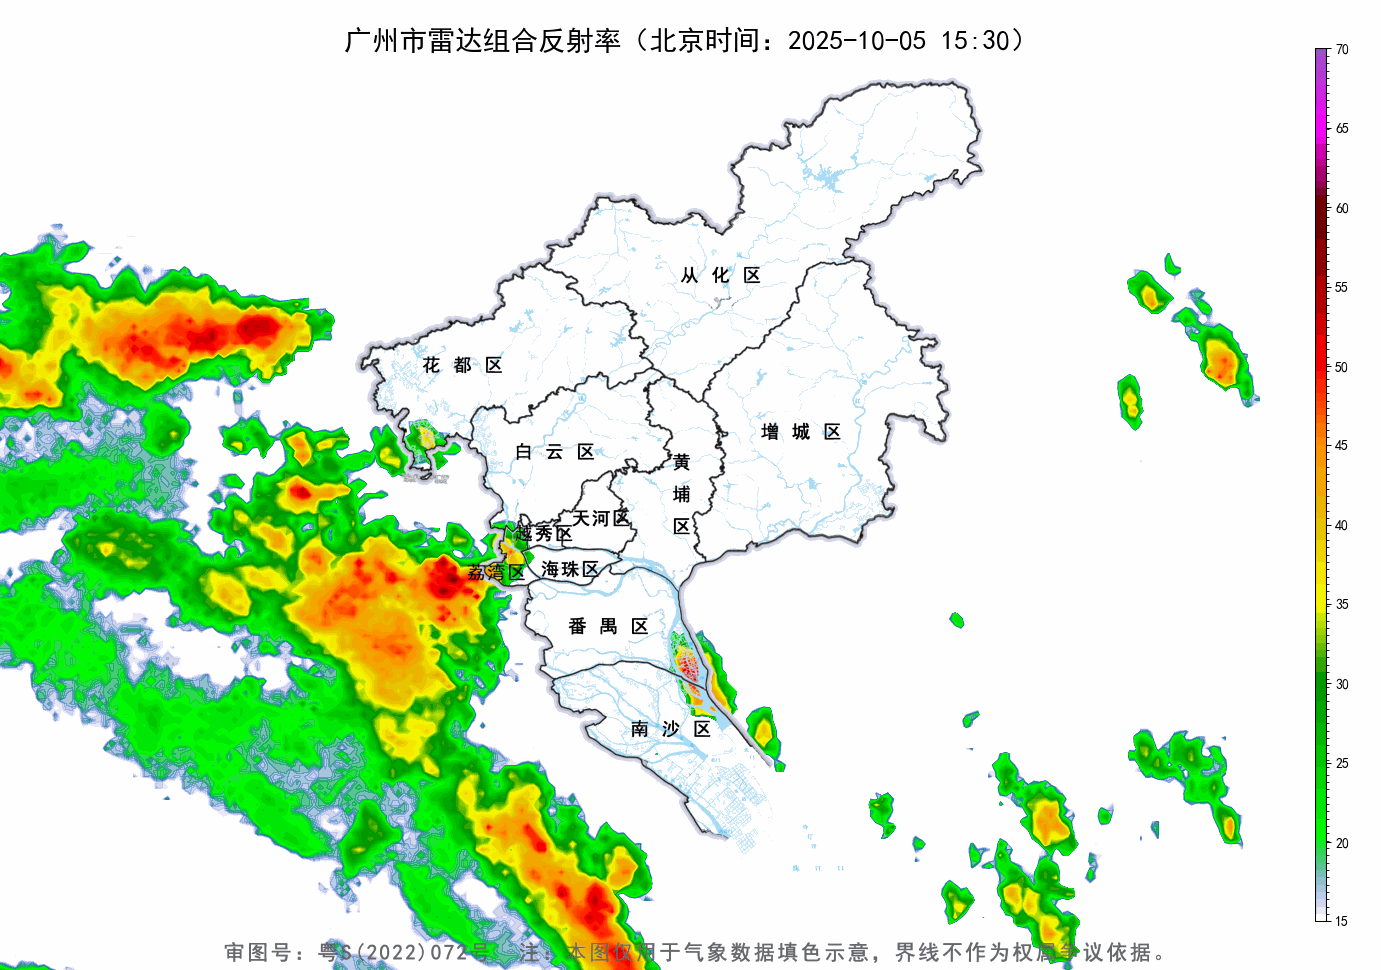 广州市雷达组合反射率（北京时间：2025-10-05 15:30）
70
65
60
55
50
45
40
35
30
25
20
15
从化区
花都区
增城区
白云区
黄埔区
天河区
越秀区
荔湾区
海珠区
番禺区
南沙区
审图号：粤S(2022)072号 注：本图仅用于气象数据填色示意，界线不作为权属争议依据。